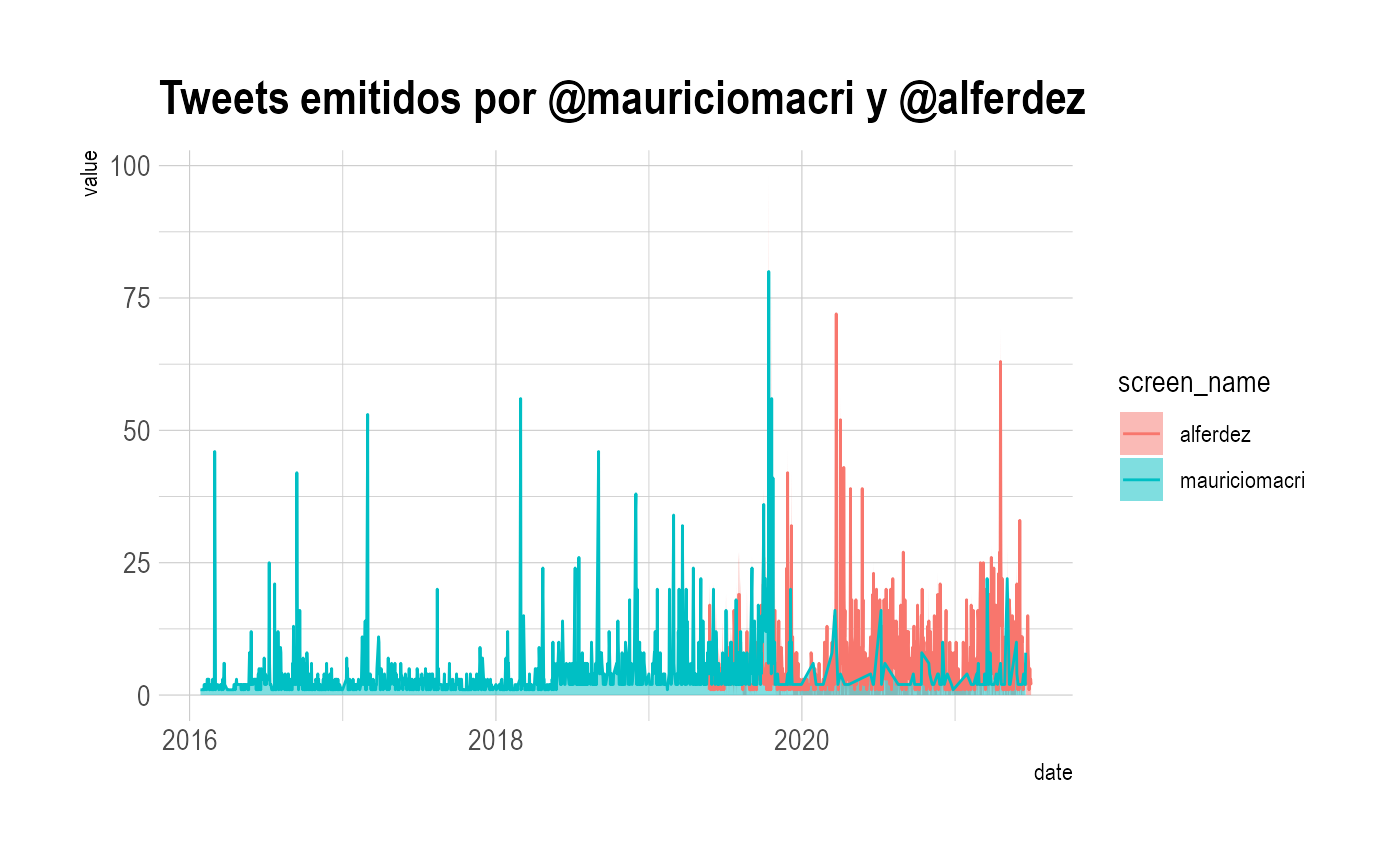 Tweets emitidos por @mauriciomacri y @alferdez
value
100
75
50
25
0
2016
2018
2020
date
screen_name
alferdez
mauriciomacri